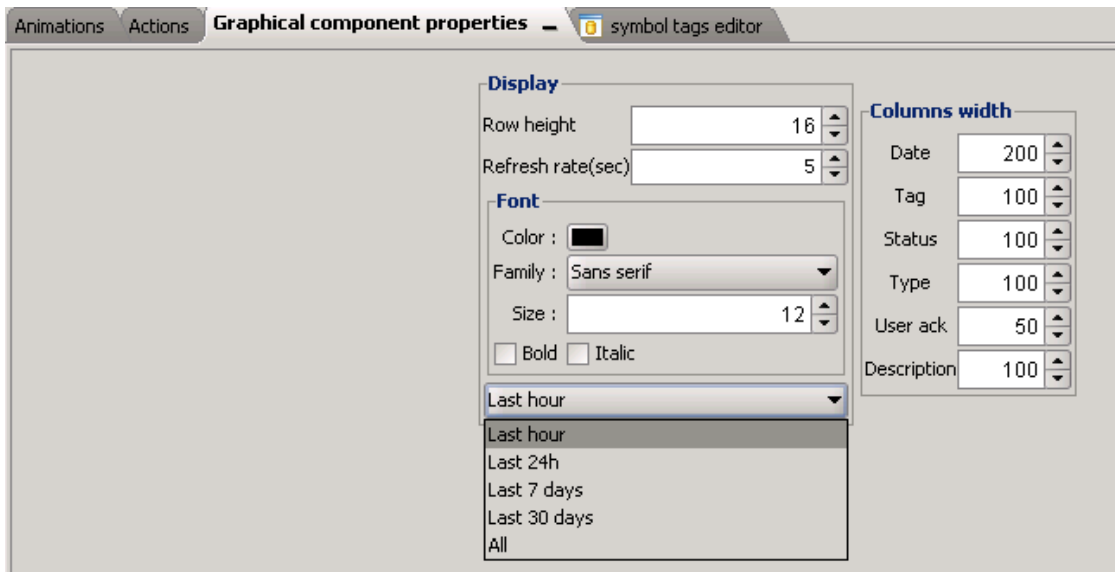 Animations Actions Graphical component properties symbol tags editor
Display
Row height 16
Refresh rate(sec) 5
Font
Color :
Family : Sans serif
Size : 12
Bold Italic
Last hour
Last hour
Last 24h
Last 7 days
Last 30 days
All
Columns width
Date 200
Tag 100
Status 100
Type 100
User ack 50
Description 100